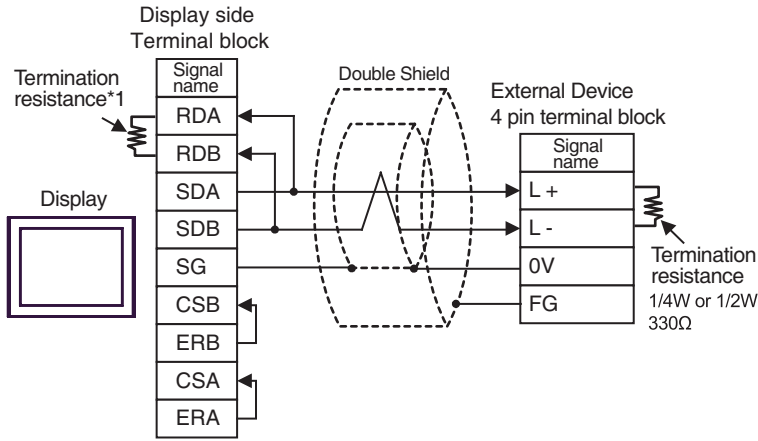 Display side
Terminal block
Termination
resistance*1
Signal
name
RDA
RDB
SDA
SDB
SG
CSB
ERB
CSA
ERA
Display
Double Shield
External Device
4 pin terminal block
Signal
name
L +
L -
0V
FG
Termination
resistance
1/4W or 1/2W
330Ω